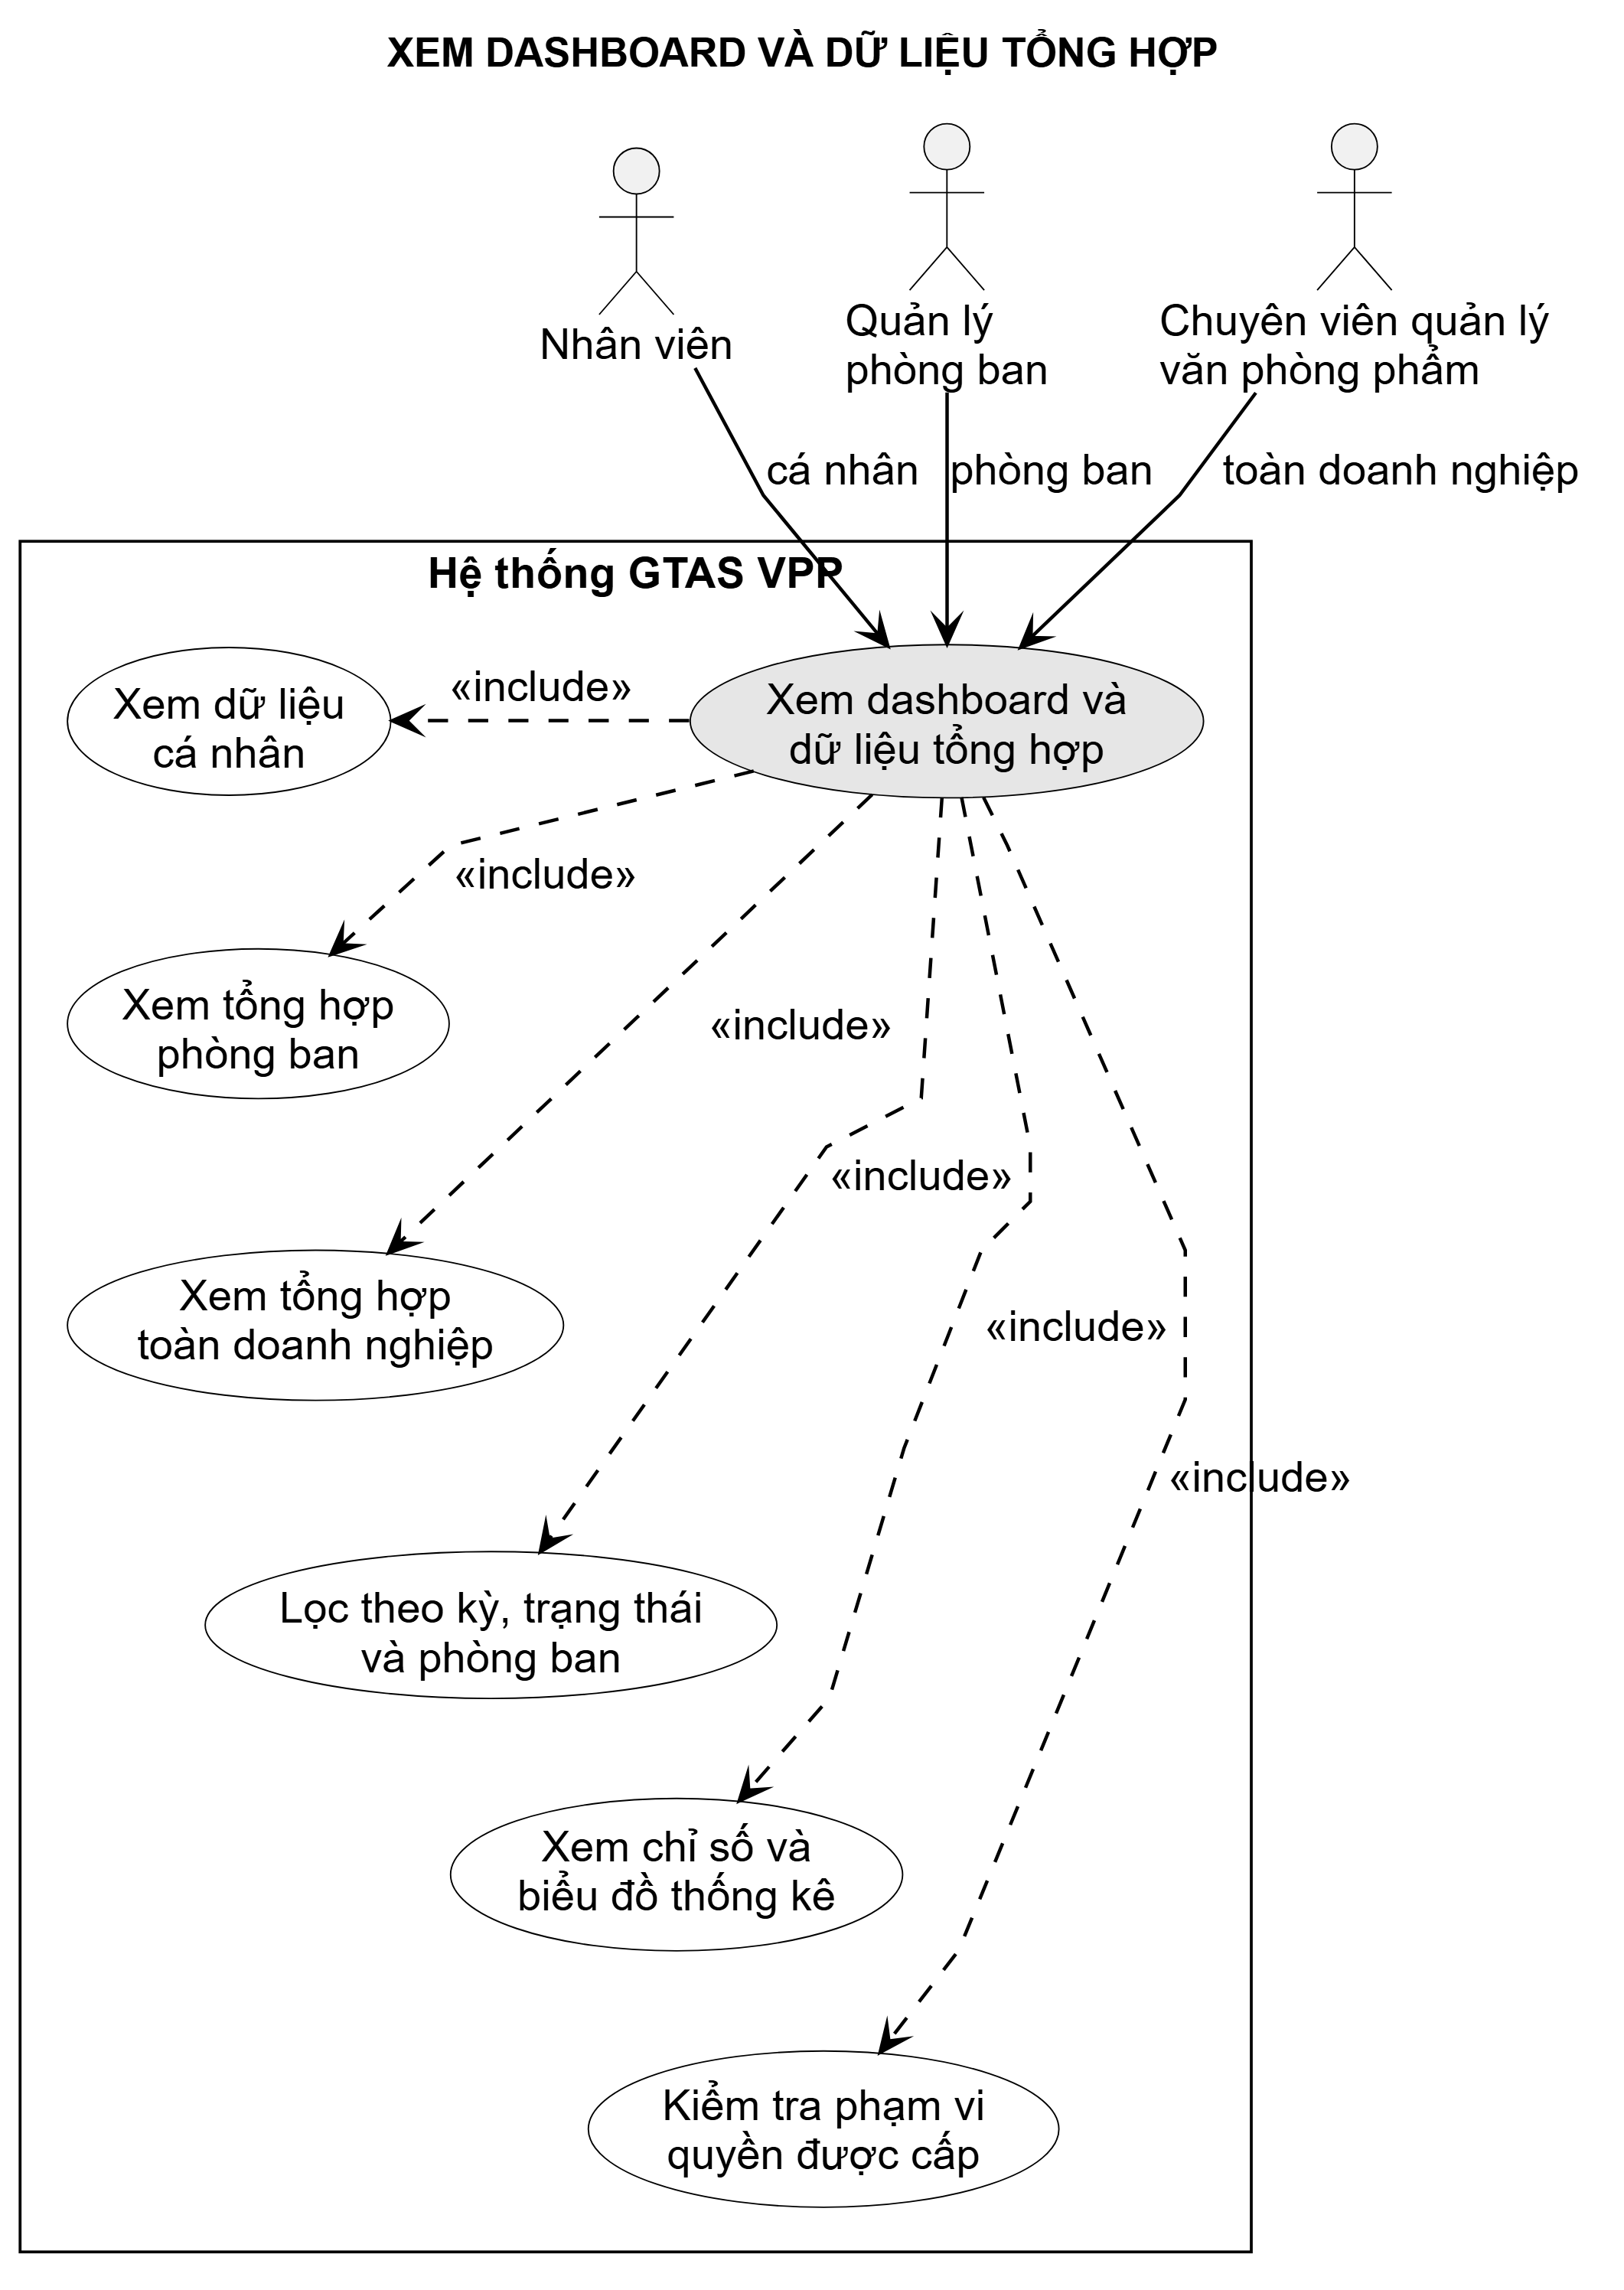 XEM DASHBOARD VÀ DỮ LIỆU TỔNG HỢP
Nhân viên
Quản lý
phòng ban
Chuyên viên quản lý
văn phòng phẩm
cá nhân
phòng ban
toàn doanh nghiệp
Hệ thống GTAS VPP
Xem dữ liệu
cá nhân
«include»
Xem dashboard và
dữ liệu tổng hợp
«include»
Xem tổng hợp
phòng ban
«include»
«include»
Xem tổng hợp
toàn doanh nghiệp
«include»
«include»
Lọc theo kỳ, trạng thái
và phòng ban
Xem chỉ số và
biểu đồ thống kê
Kiểm tra phạm vi
quyền được cấp